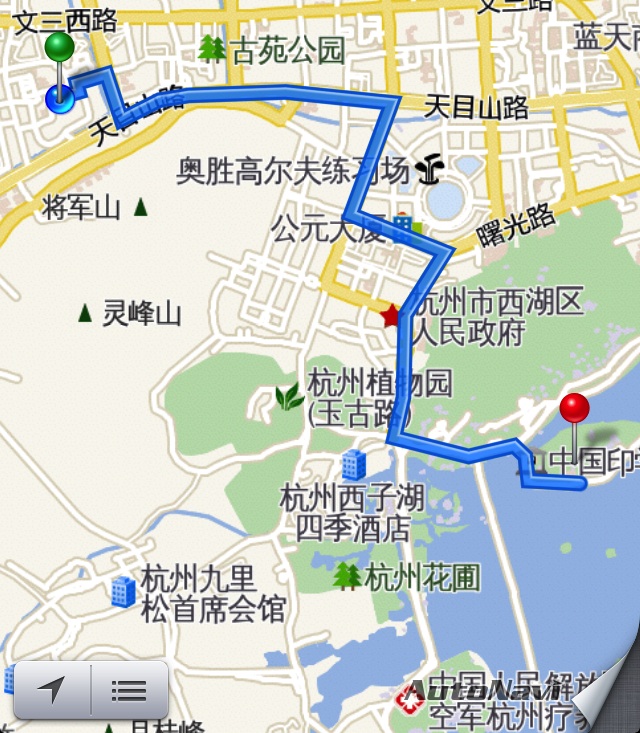 文三西路
文三路
蓝天商
古苑公园
天目山路
天目山路
奥胜高尔夫练习场
将军山
公元大厦
曙光路
灵峰山
杭州市西湖区
人民政府
杭州植物园
(玉古路)
中国印学
杭州西子湖
四季酒店
杭州九里
松首席会馆
杭州花圃
中国人民解放
空军杭州疗养
AutoNavi
月桂峰